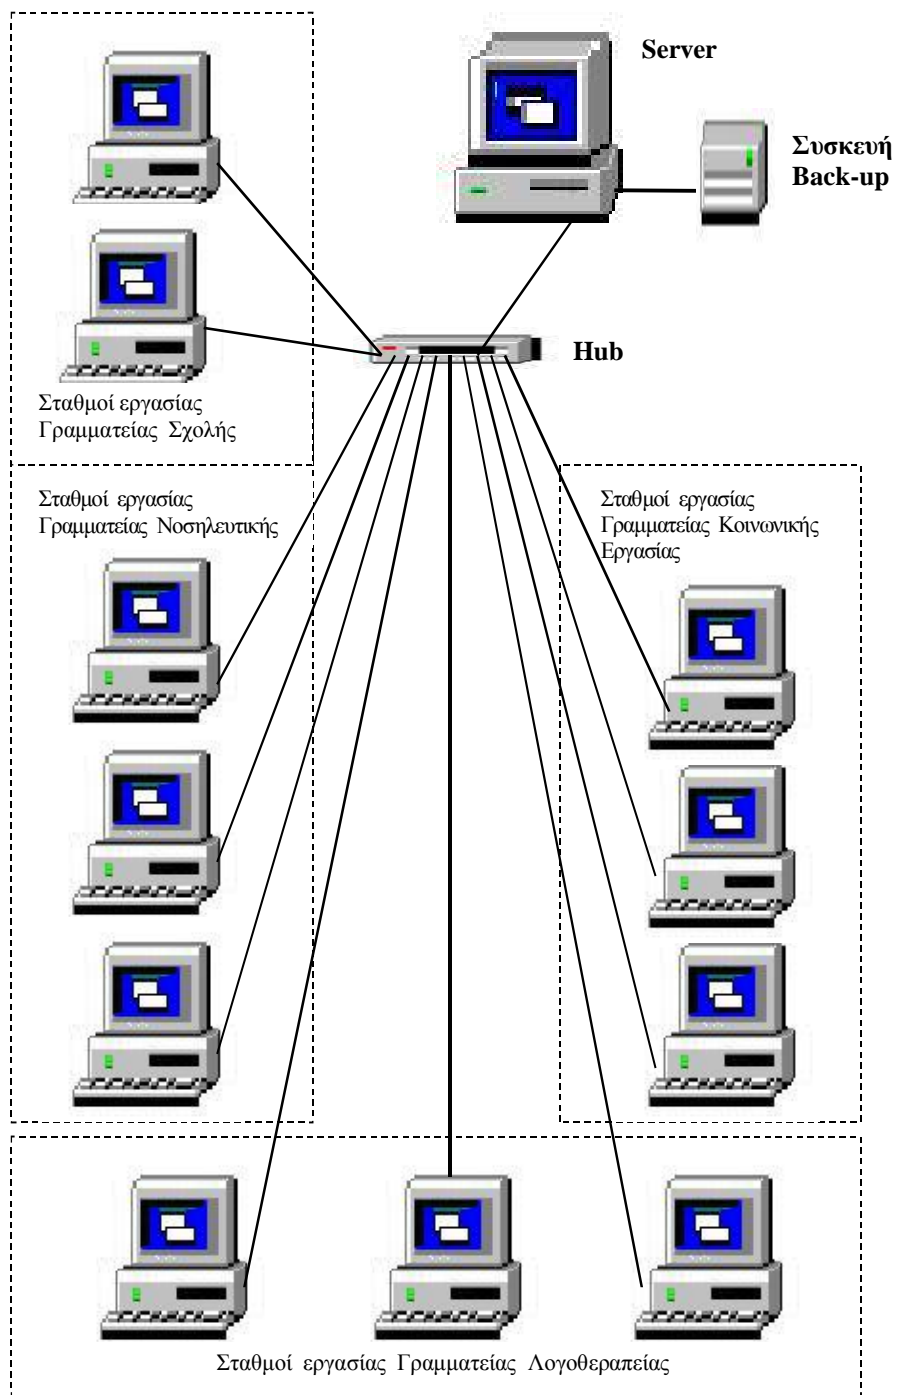 Server
Συσκευή
Back-up
Hub
Σταθμοί εργασίας
Γραμματείας Σχολής
Σταθμοί εργασίας
Γραμματείας Νοσηλευτικής
Σταθμοί εργασίας
Γραμματείας Κοινωνικής
Εργασίας
Σταθμοί εργασίας Γραμματείας Λογοθεραπείας